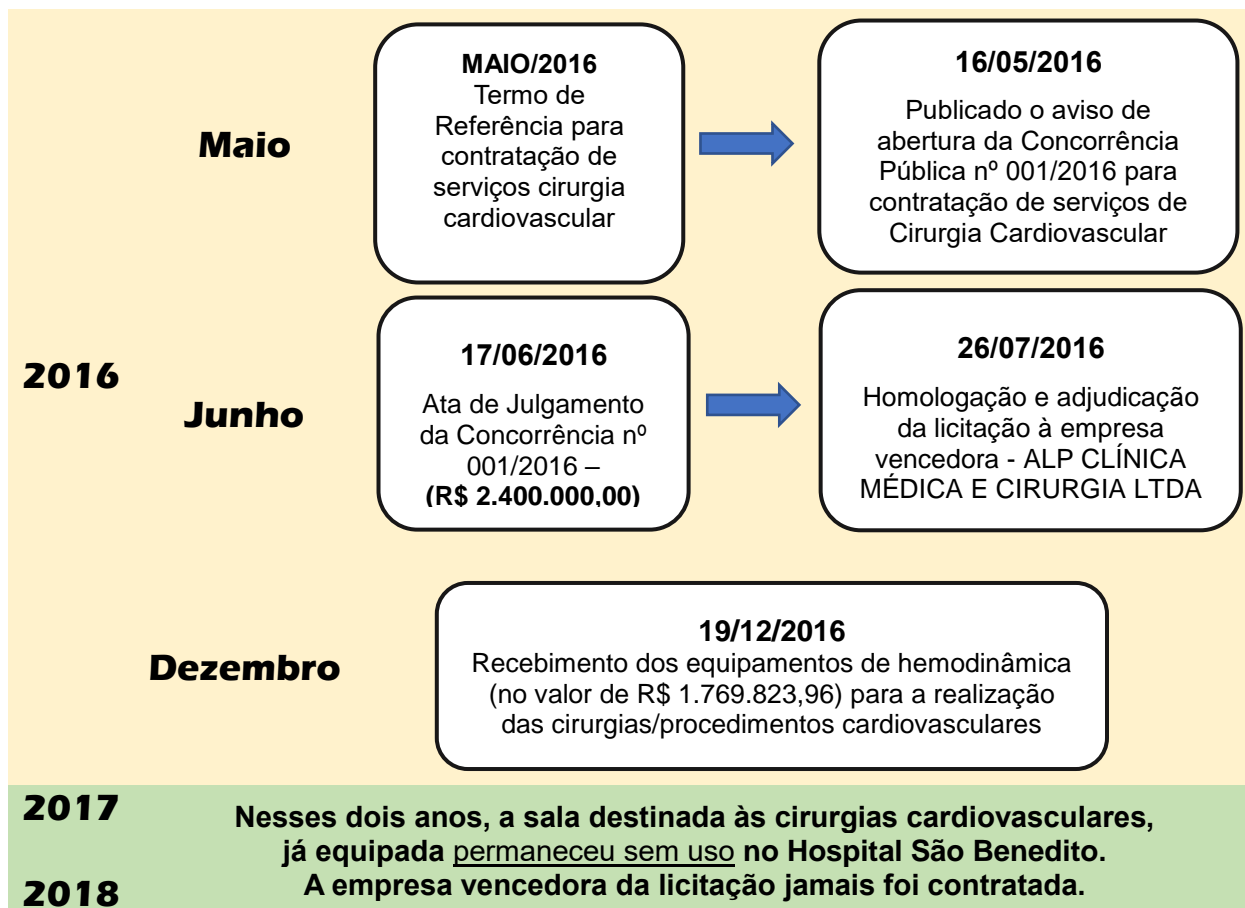 Maio
MAIO/2016
Termo de
Referência para
contratação de
serviços cirurgia
cardiovascular
16/05/2016
Publicado o aviso de
abertura da Concorrência
Pública nº 001/2016 para
contratação de serviços de
Cirurgia Cardiovascular
2016
Junho
17/06/2016
Ata de Julgamento
da Concorrência nº
001/2016 –
(R$ 2.400.000,00)
26/07/2016
Homologação e adjudicação
da licitação à empresa
vencedora - ALP CLÍNICA
MÉDICA E CIRURGIA LTDA
Dezembro
19/12/2016
Recebimento dos equipamentos de hemodinâmica
(no valor de R$ 1.769.823,96) para a realização
das cirurgias/procedimentos cardiovasculares
2017
Nesses dois anos, a sala destinada às cirurgias cardiovasculares,
já equipada permaneceu sem uso no Hospital São Benedito.
A empresa vencedora da licitação jamais foi contratada.
2018